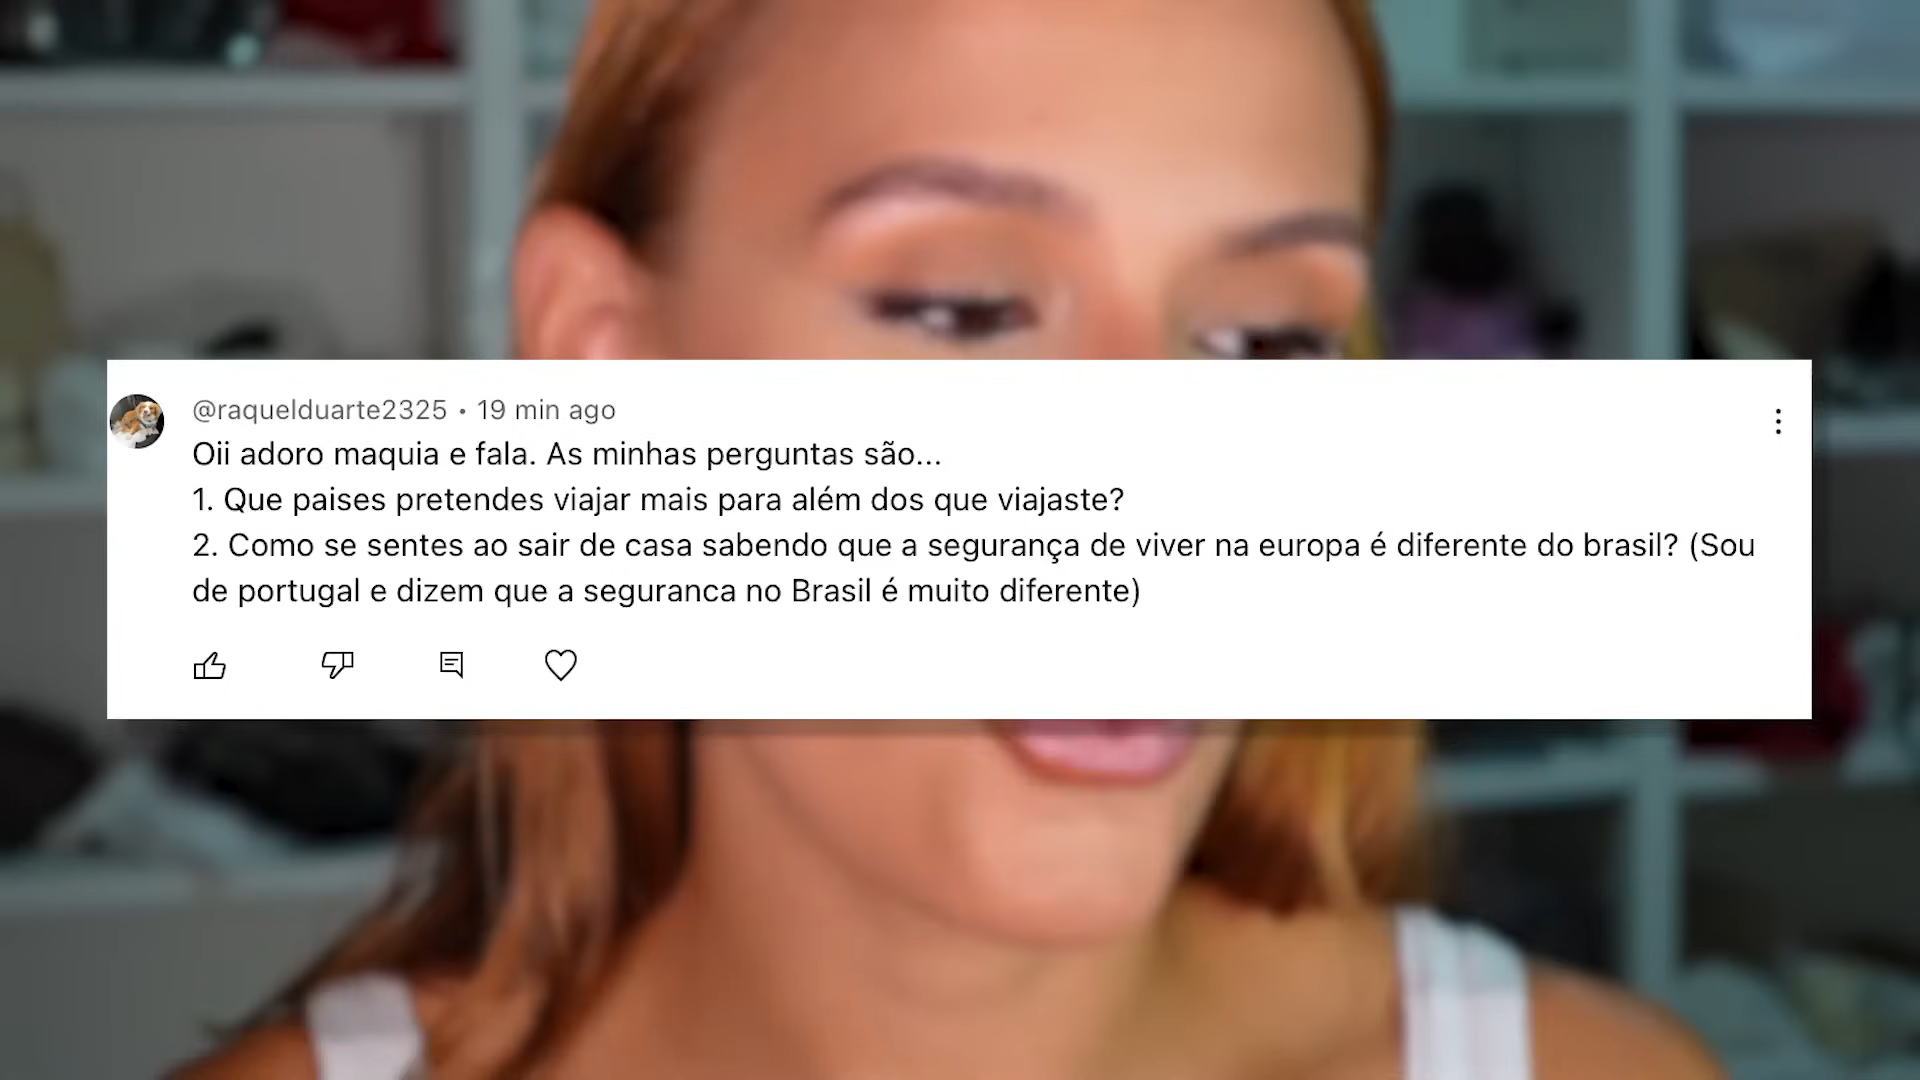 @raquelduarte2325 • 19 min ago
Oii adoro maquia e fala. As minhas perguntas são...
1. Que paises pretendes viajar mais para além dos que viajaste?
2. Como se sentes ao sair de casa sabendo que a segurança de viver na europa é diferente do brasil? (Sou
de portugal e dizem que a seguranca no Brasil é muito diferente)